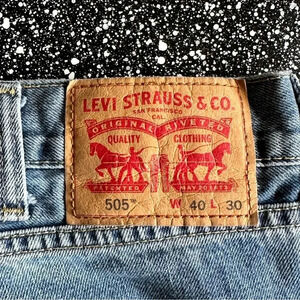 LEVI STRAUSS & CO.
SAN FRANCISCO
CAL.
ORIGINAL RIVETED
QUALITY CLOTHING
PATENTED MAY 20 1873
505™ W 40 L 30